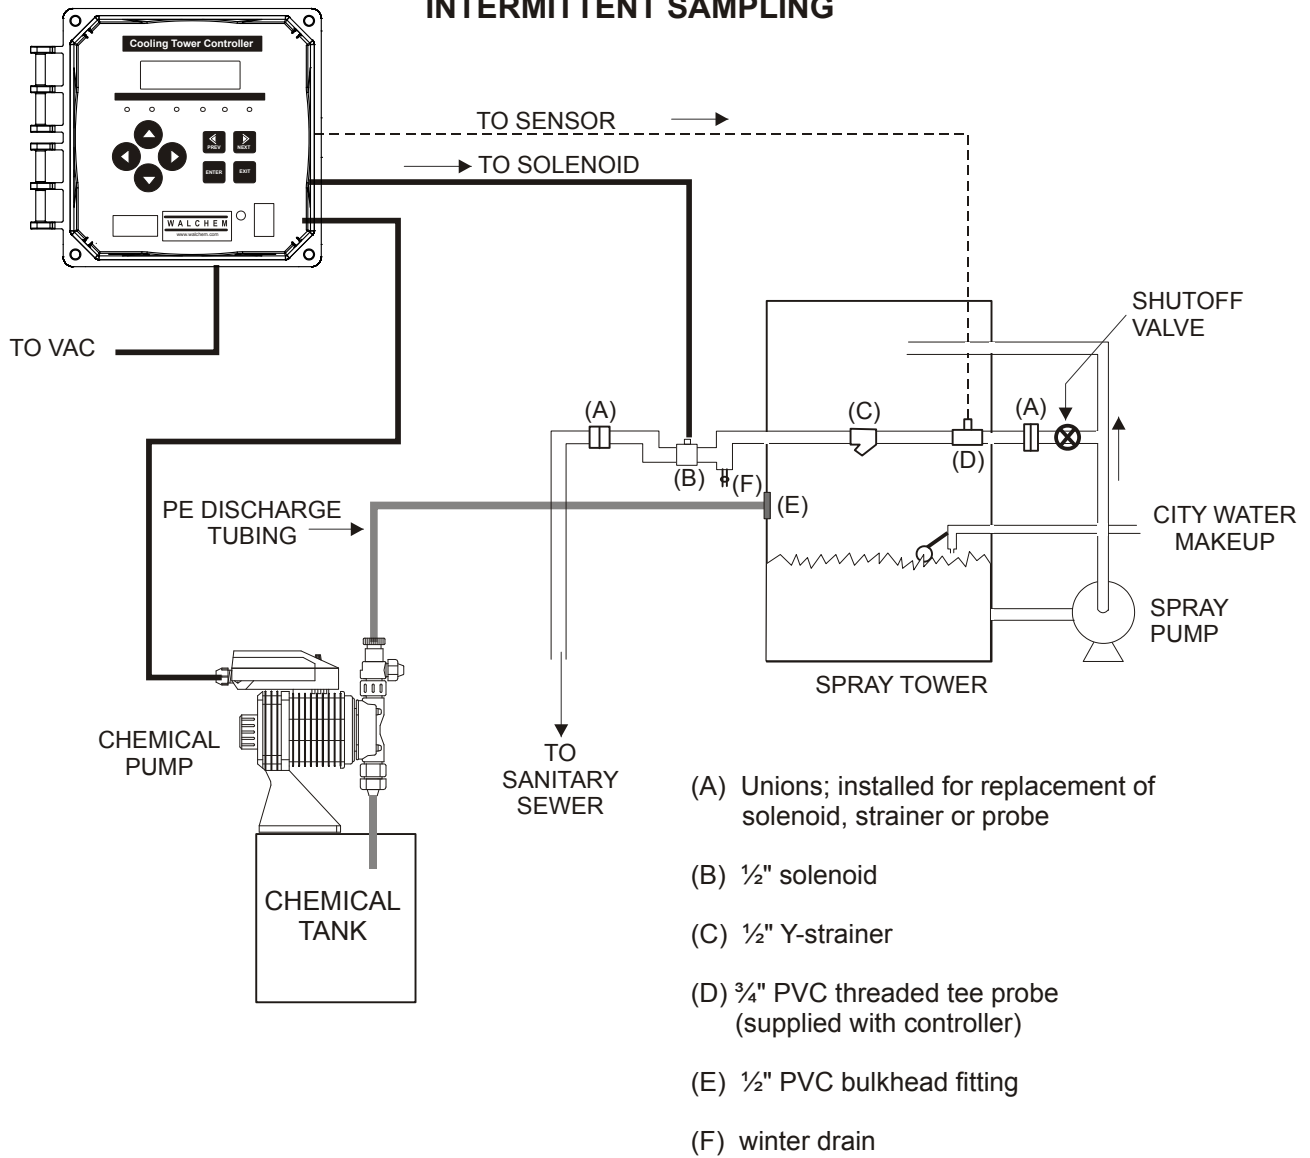 INTERMITTENT SAMPLING
Cooling Tower Controller
PREV
NEXT
ENTER
EXIT
WALCHEM
www.walchem.com
TO SENSOR
TO SOLENOID
TO VAC
SHUTOFF
VALVE
(A)
(C)
(A)
(B)
(F)
(D)
(E)
PE DISCHARGE
TUBING
CITY WATER
MAKEUP
SPRAY
PUMP
SPRAY TOWER
CHEMICAL
PUMP
TO
SANITARY
SEWER
CHEMICAL
TANK
(A) Unions; installed for replacement of
solenoid, strainer or probe
(B) ½" solenoid
(C) ½" Y-strainer
(D) ¾" PVC threaded tee probe
(supplied with controller)
(E) ½" PVC bulkhead fitting
(F) winter drain